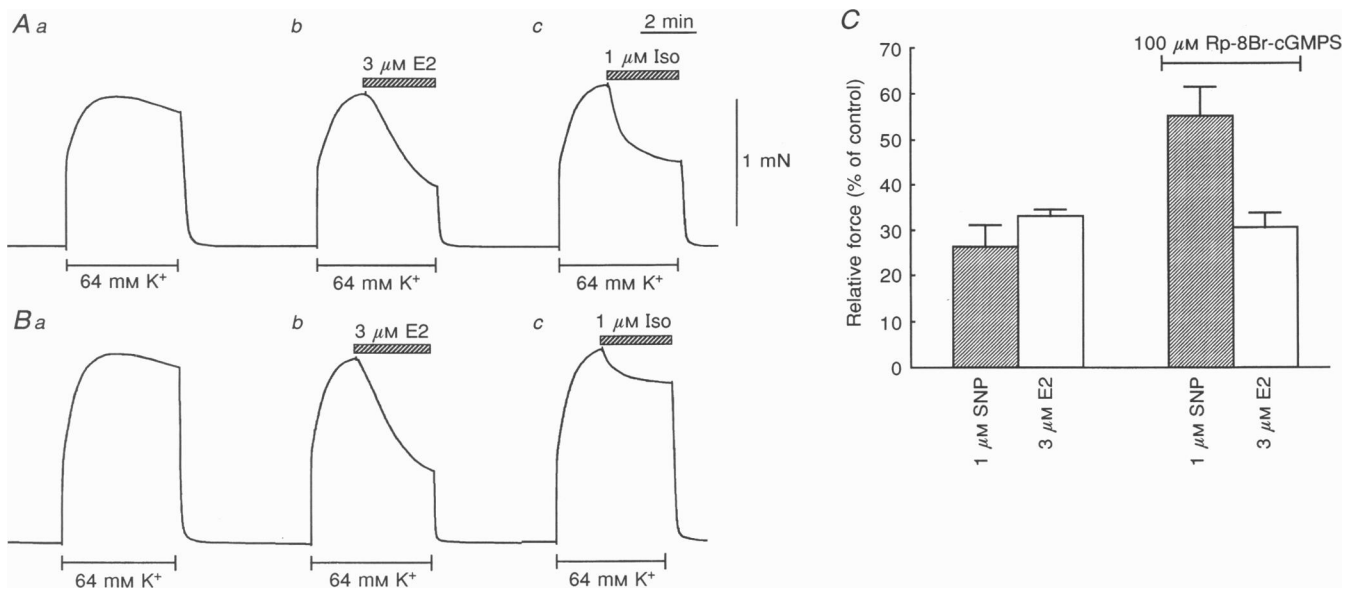 A a
b
c
2 min
3 μM E2
1 μM Iso
1 mN
64 mM K⁺
64 mM K⁺
64 mM K⁺
B a
b
c
3 μM E2
1 μM Iso
64 mM K⁺
64 mM K⁺
64 mM K⁺
C
100 μM Rp-8Br-cGMPS
Relative force (% of control)
70
60
50
40
30
20
10
0
1 μM SNP
3 μM E2
1 μM SNP
3 μM E2